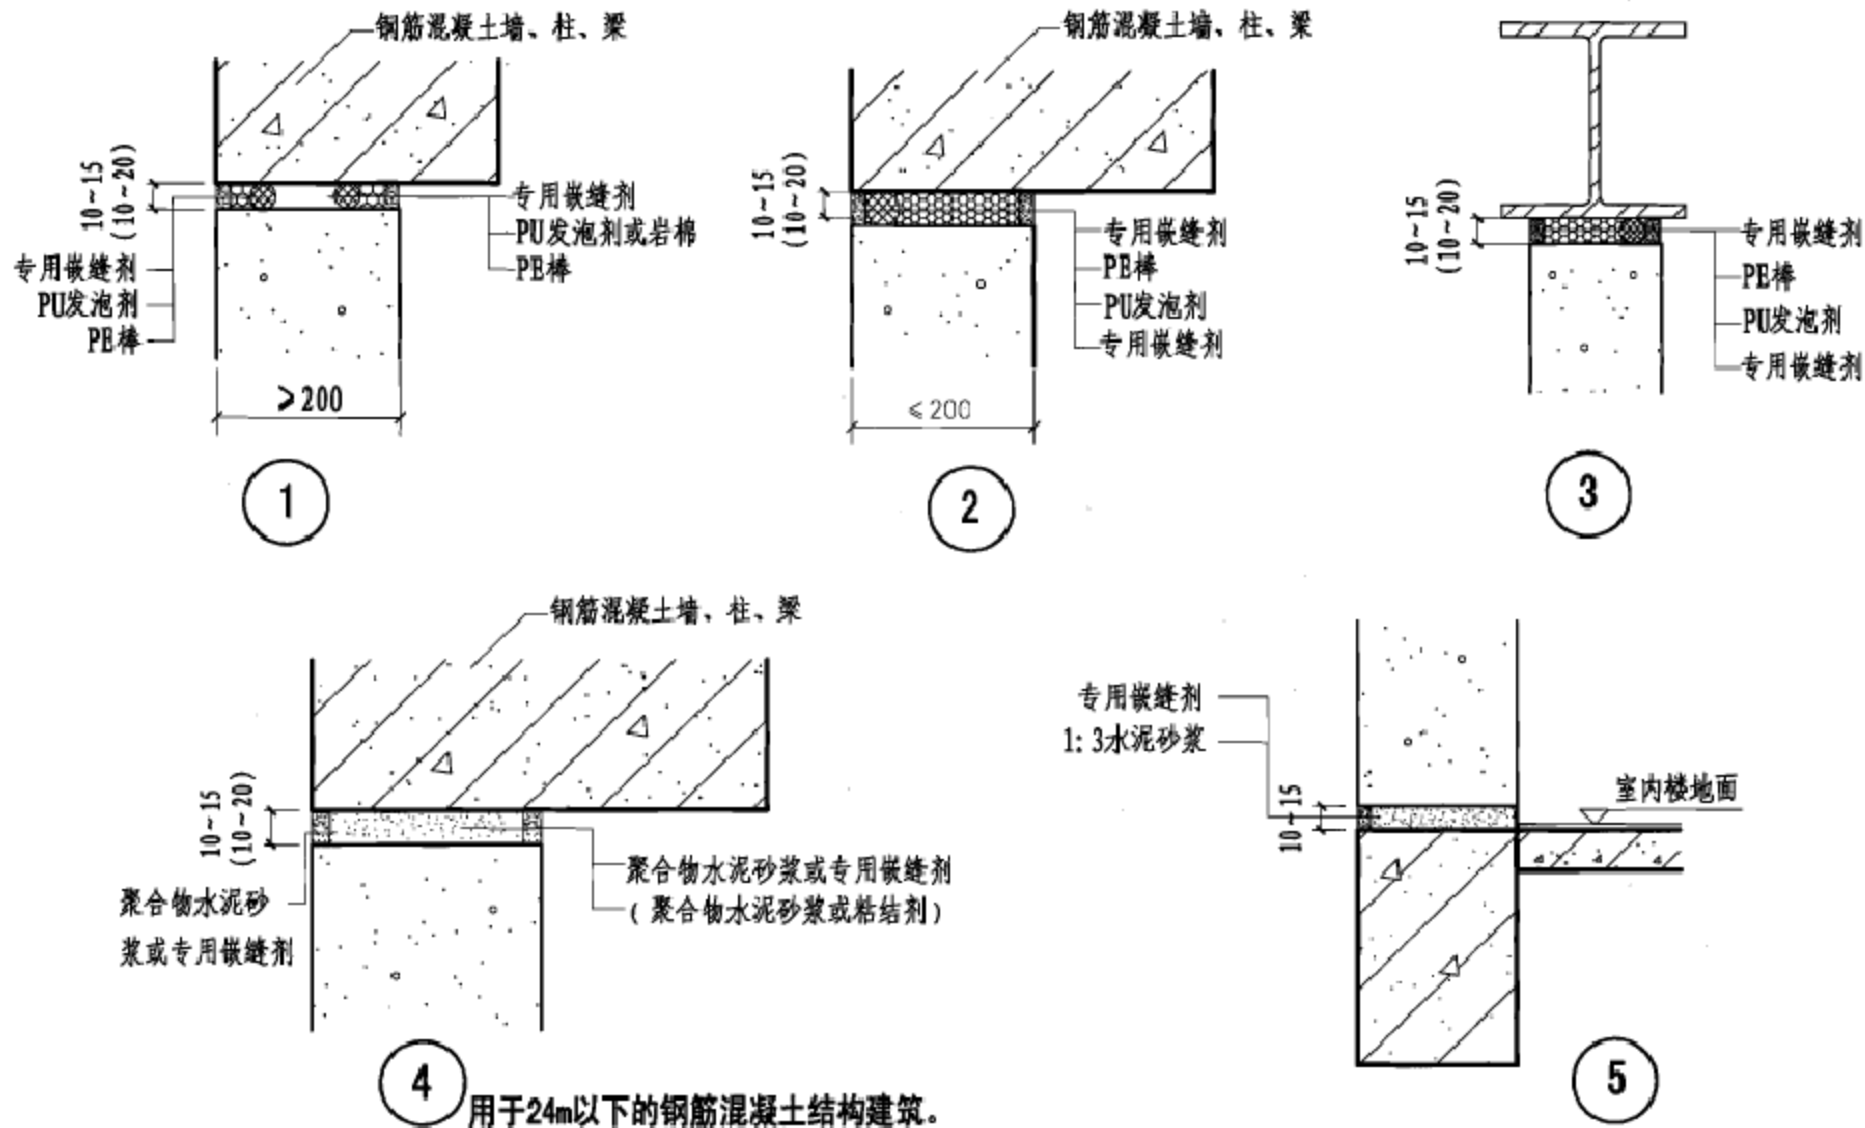 钢筋混凝土墙、柱、梁
10~15
(10~20)
专用嵌缝剂
PU发泡剂
PE棒
专用嵌缝剂
PU发泡剂或岩棉
PE棒
≥200
1
钢筋混凝土墙、柱、梁
10~15
(10~20)
专用嵌缝剂
PE棒
PU发泡剂
专用嵌缝剂
≤200
2
10~15
(10~20)
专用嵌缝剂
PE棒
PU发泡剂
专用嵌缝剂
3
钢筋混凝土墙、柱、梁
10~15
(10~20)
聚合物水泥砂
浆或专用嵌缝剂
聚合物水泥砂浆或专用嵌缝剂
(聚合物水泥砂浆或粘结剂)
4
用于24m以下的钢筋混凝土结构建筑。
专用嵌缝剂
1:3水泥砂浆
10~15
室内楼地面
5